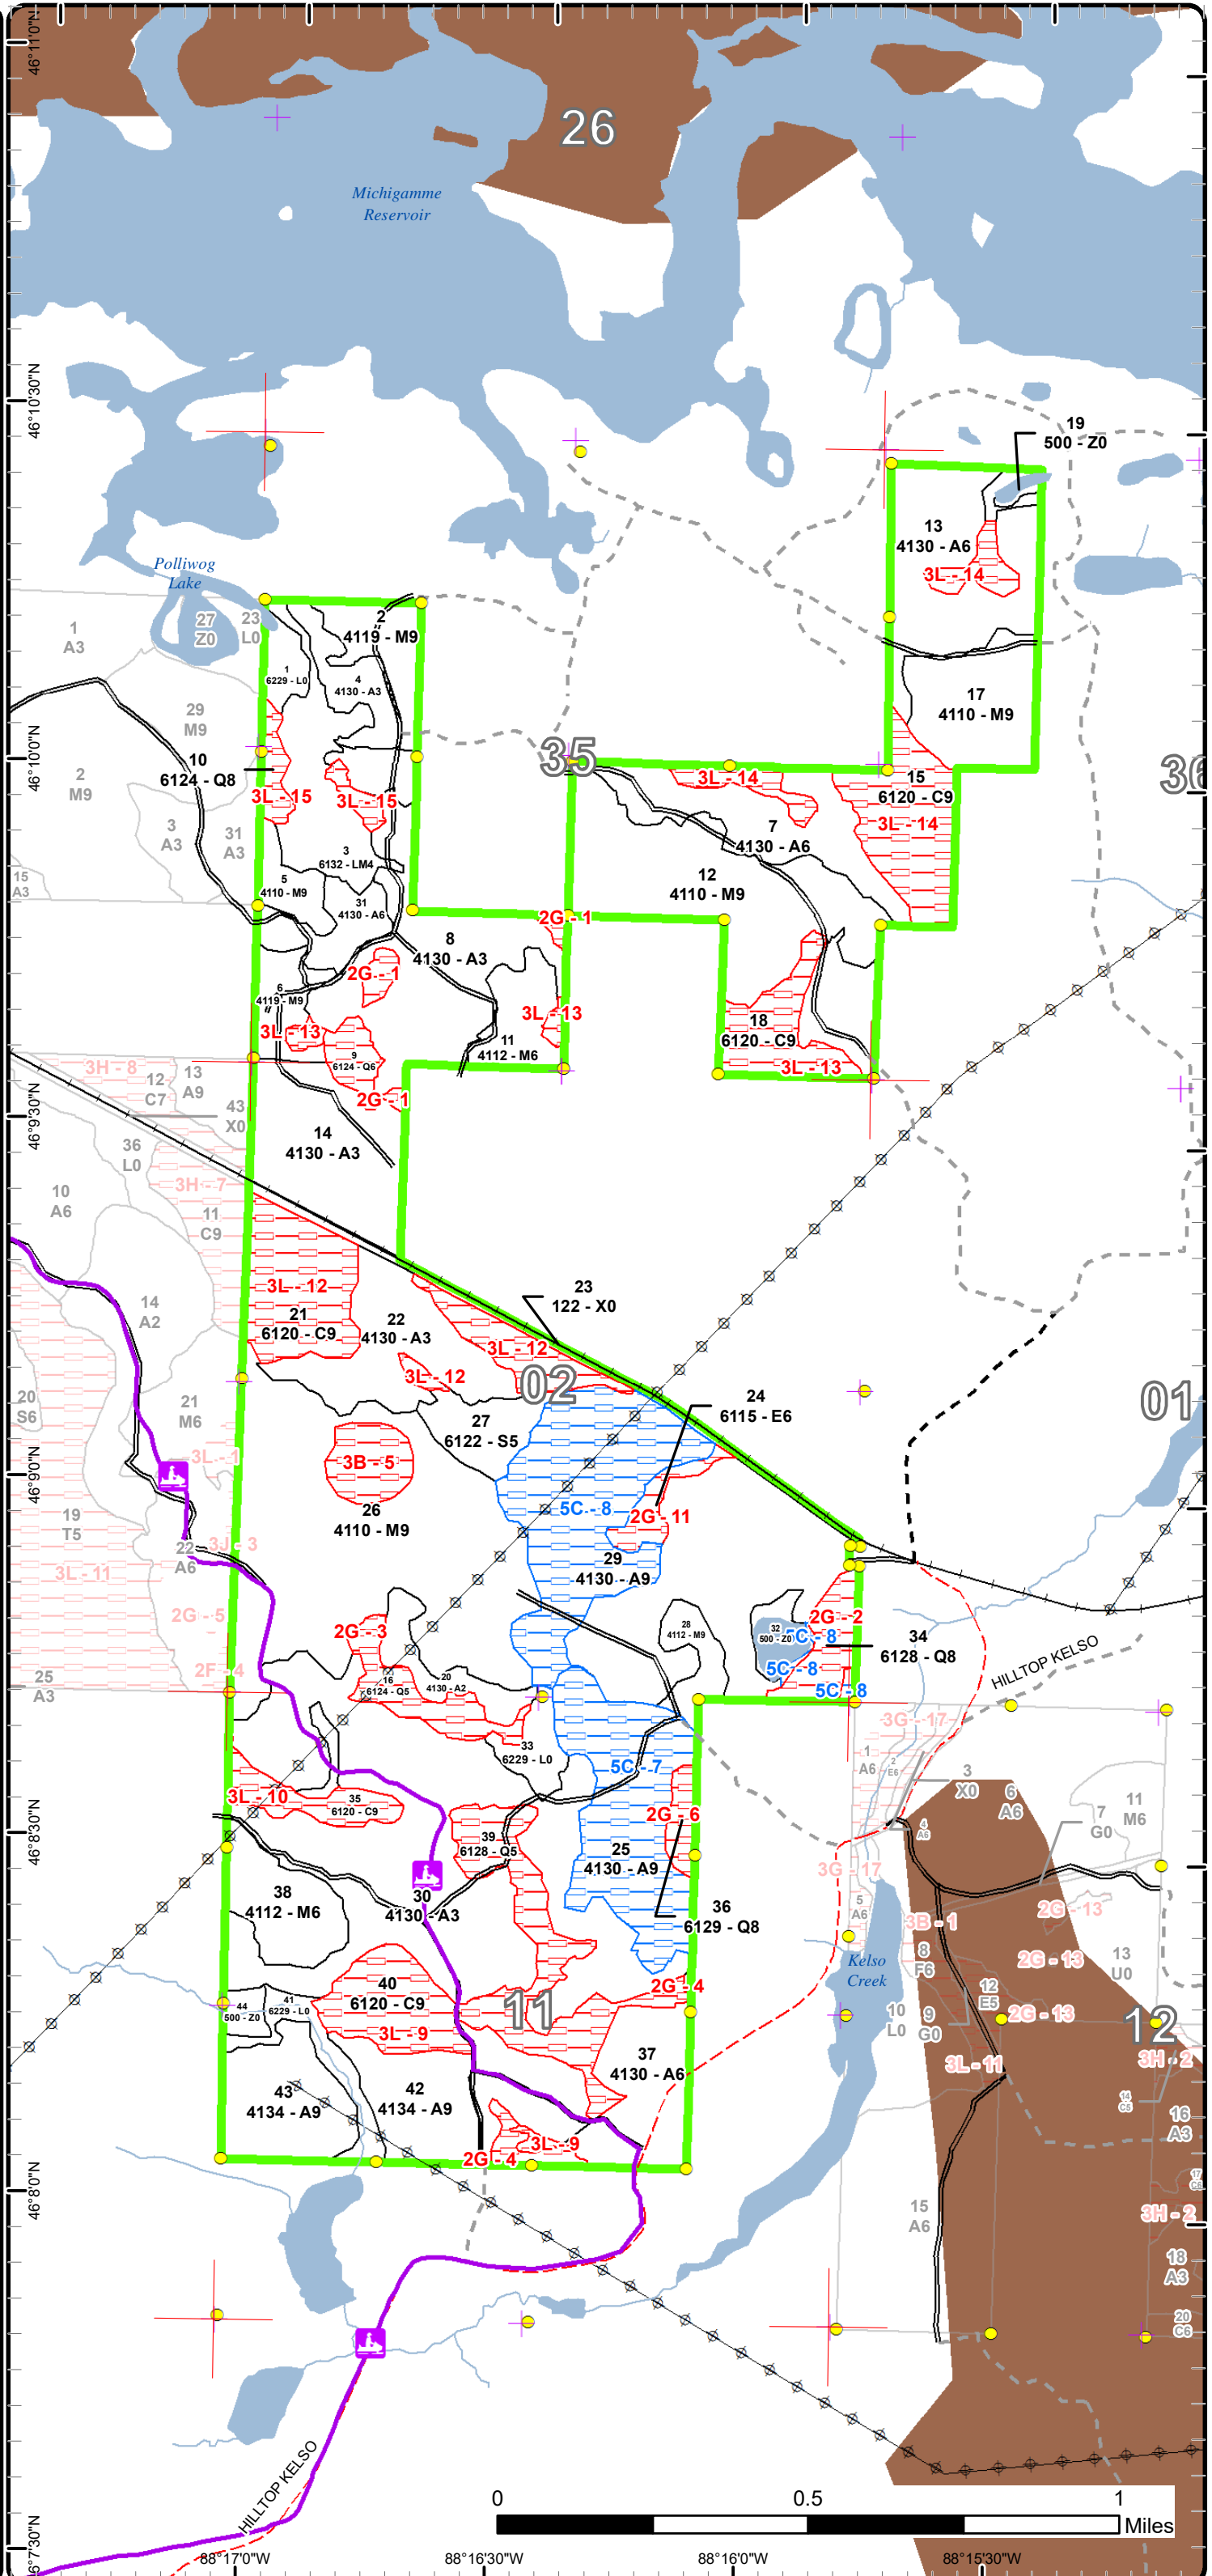 46°11'0"N
26
Michigamme
Reservoir
46°10'30"N
19
500 - Z0
13
4130 - A6
3L - 14
Polliwog
Lake
27
Z0
23
L0
1
A3
2
4119 - M9
1
6229 - L0
4
4130 - A3
17
4110 - M9
29
M9
10
6124 - Q8
35
36
46°10'0"N
2
M9
3L - 14
15
6120 - C9
3L - 15
3L - 15
3L - 14
3
A3
31
A3
7
4130 - A6
3
6132 - LM4
15
A3
5
4110 - M9
31
4130 - A6
12
4110 - M9
2G - 1
8
4130 - A3
2G - 1
6
4119 - M9
3L - 13
3L - 13
18
6120 - C9
11
4112 - M6
9
6124 - Q6
3L - 13
3H - 8
12
C7
13
A9
2G - 1
43
X0
46°9'30"N
36
L0
14
4130 - A3
3H - 7
10
A6
11
C9
3L - 12
23
122 - X0
14
A2
21
6120 - C9
22
4130 - A3
3L - 12
3L - 12
02
01
20
S6
21
M6
24
6115 - E6
27
6122 - S5
3L - 1
3B - 5
46°9'0"N
5C - 8
2G - 11
26
4110 - M9
19
T5
22
A6
3J - 3
3L - 11
29
4130 - A9
2G - 5
2G - 3
28
4112 - M9
2G - 2
32
500 - Z0
5C - 8
34
6128 - Q8
HILLTOP KELSO
2F - 4
25
A3
16
6124 - Q5
20
4130 - A2
5C - 8
5C - 8
3G - 17
33
6229 - L0
5C - 7
1
A6
2
E6
3
X0
6
A6
11
M6
7
G0
3L - 10
35
6120 - C9
2G - 6
46°8'30"N
39
6128 - Q5
25
4130 - A9
4
A6
3G - 17
38
4112 - M6
30
4130 - A3
36
6129 - Q8
5
A6
3B - 1
2G - 13
8
F6
2G - 13
13
U0
Kelso
Creek
40
6120 - C9
2G - 4
12
E5
44
500 - Z0
41
6229 - L0
11
10
L0
9
G0
2G - 13
12
3L - 9
3L - 11
3H - 2
37
4130 - A6
43
4134 - A9
42
4134 - A9
14
C5
16
A3
3L - 9
2G - 4
46°8'0"N
17
C6
15
A6
3H - 2
18
A3
20
C6
HILLTOP KELSO
0
0.5
1
Miles
46°7'30"N
88°17'0"W
88°16'30"W
88°16'0"W
88°15'30"W